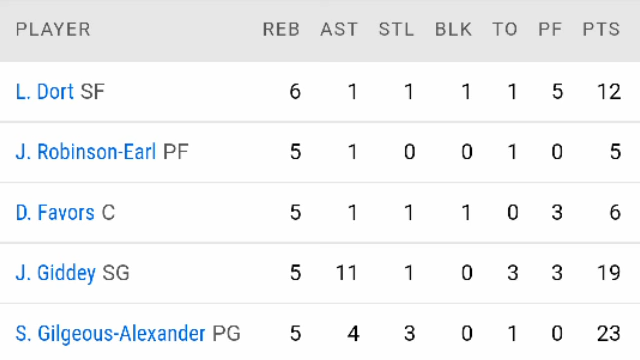 PLAYER REB AST STL BLK TO PF PTS
L. Dort SF 6 1 1 1 1 5 12
J. Robinson-Earl PF 5 1 0 0 1 0 5
D. Favors C 5 1 1 1 0 3 6
J. Giddey SG 5 11 1 0 3 3 19
S. Gilgeous-Alexander PG 5 4 3 0 1 0 23